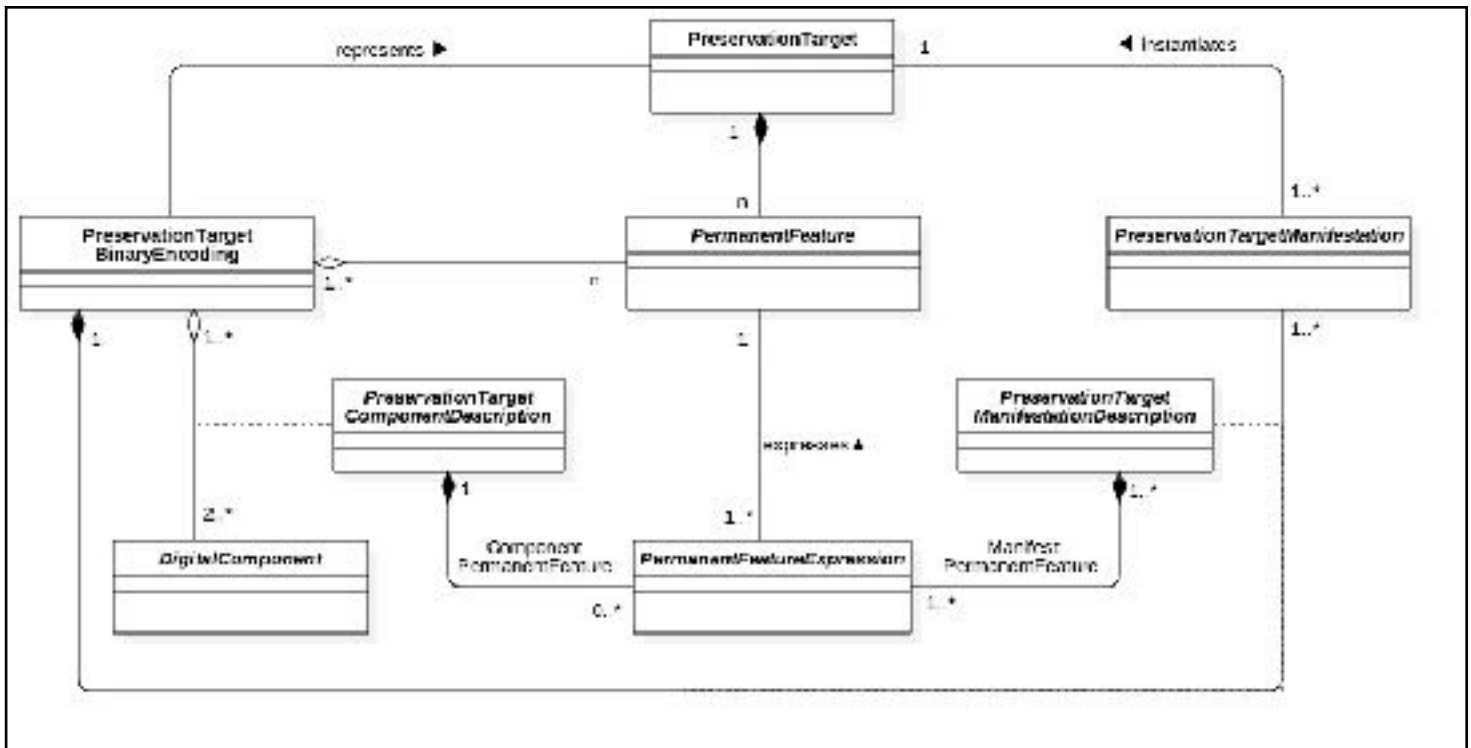 PreservationTarget
represents ▶
1
◀ instantiates
1
n
1..*
PreservationTarget
BinaryEncoding
PermanentFeature
PreservationTargetManifestation
1..*
n
1
1..*
1
1..*
PreservationTarget
ComponentDescription
PreservationTarget
ManifestationDescription
expresses ▲
1
1..*
2..*
1..*
DigitalComponent
Component
PermanentFeature
PermanentFeatureExpression
Manifest
PermanentFeature
0..*
1..*